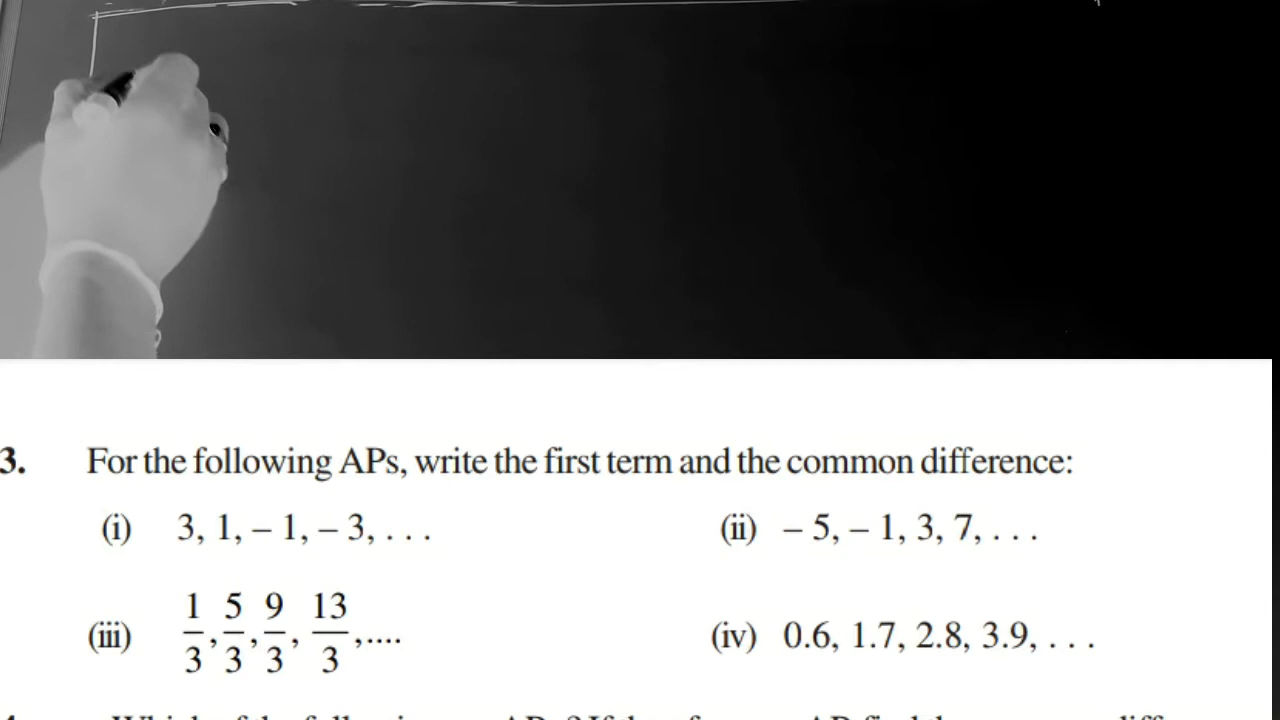 3. For the following APs, write the first term and the common difference:
(i) 3, 1, – 1, – 3, . . . (ii) – 5, – 1, 3, 7, . . .
(iii) 1/3, 5/3, 9/3, 13/3, .... (iv) 0.6, 1.7, 2.8, 3.9, . . .